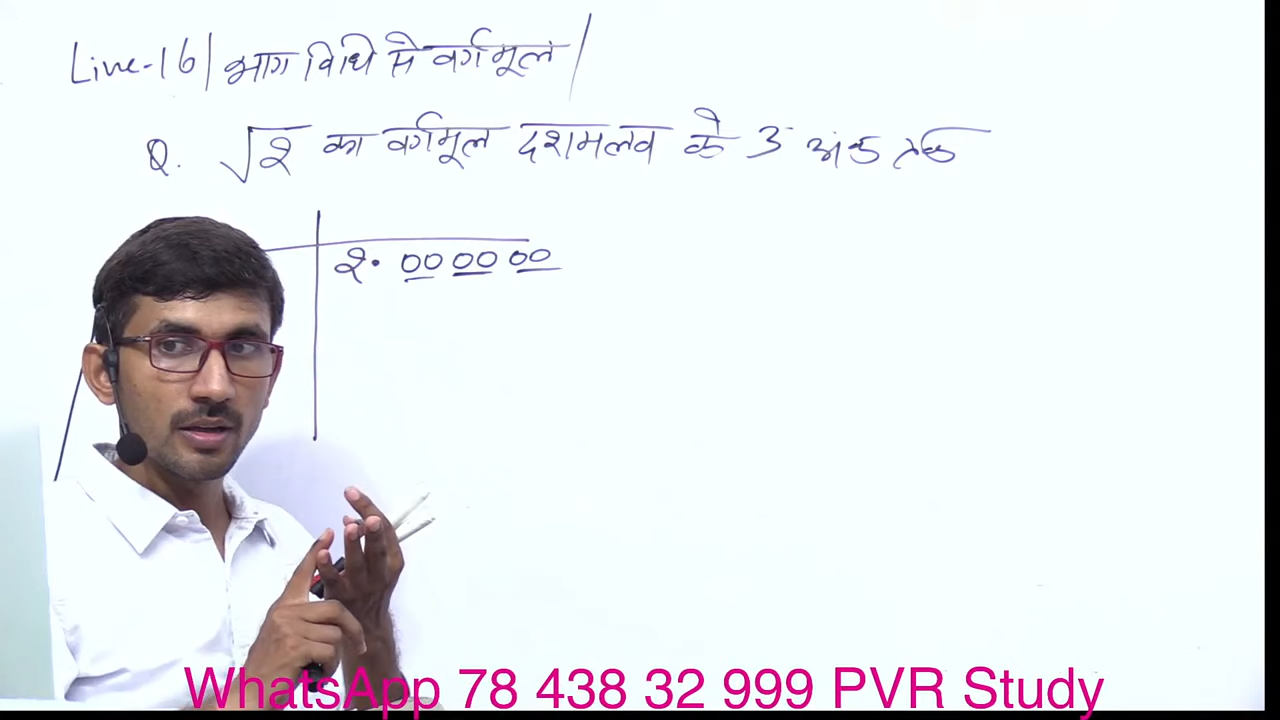 Live-16| भाग विधि से वर्गमूल |
Q. √2 का वर्गमूल दशमलव के 3 अंक तक
2. 00 00 00
WhatsApp 78 438 32 999 PVR Study